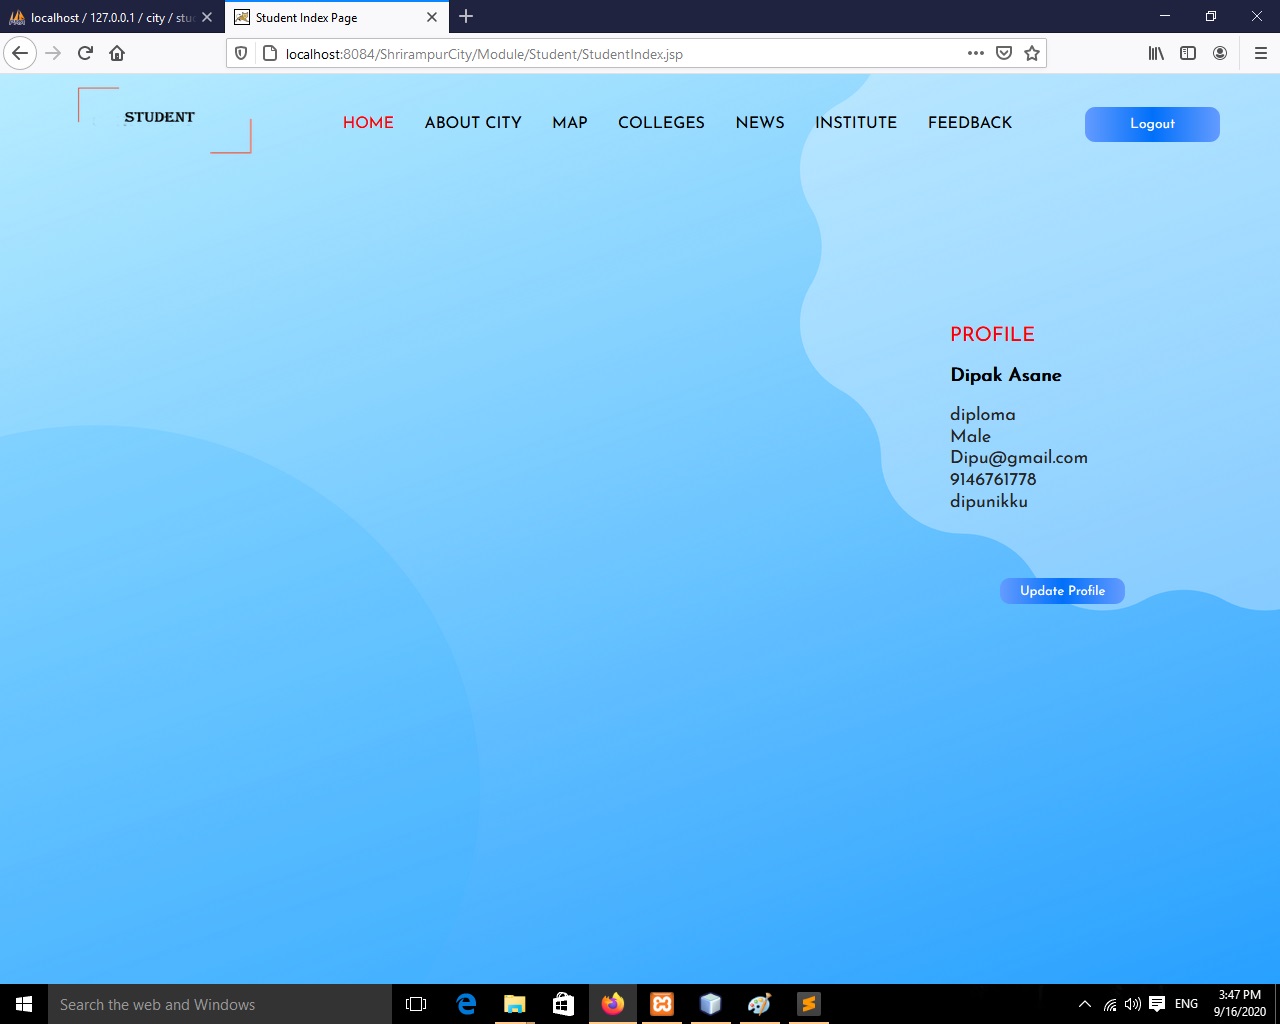 localhost / 127.0.0.1 / city / stu
Student Index Page
localhost:8084/ShrirampurCity/Module/Student/StudentIndex.jsp
STUDENT
HOME ABOUT CITY MAP COLLEGES NEWS INSTITUTE FEEDBACK
Logout
PROFILE
Dipak Asane
diploma
Male
Dipu@gmail.com
9146761778
dipunikku
Update Profile
Search the web and Windows
ENG
3:47 PM
9/16/2020